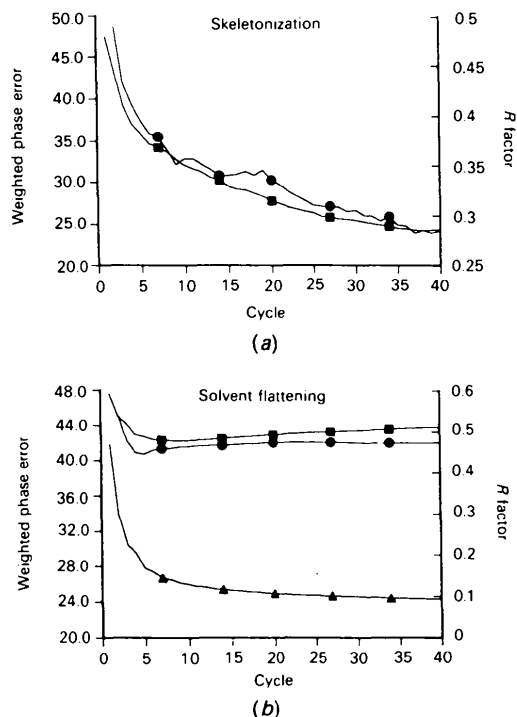 Skeletonization
Weighted phase error
50.0
45.0
40.0
35.0
30.0
25.0
20.0
R factor
0.5
0.45
0.4
0.35
0.3
0.25
0 5 10 15 20 25 30 35 40
Cycle
(a)
Solvent flattening
Weighted phase error
48.0
44.0
40.0
36.0
32.0
28.0
24.0
20.0
R factor
0.6
0.5
0.4
0.3
0.2
0.1
0
0 5 10 15 20 25 30 35 40
Cycle
(b)